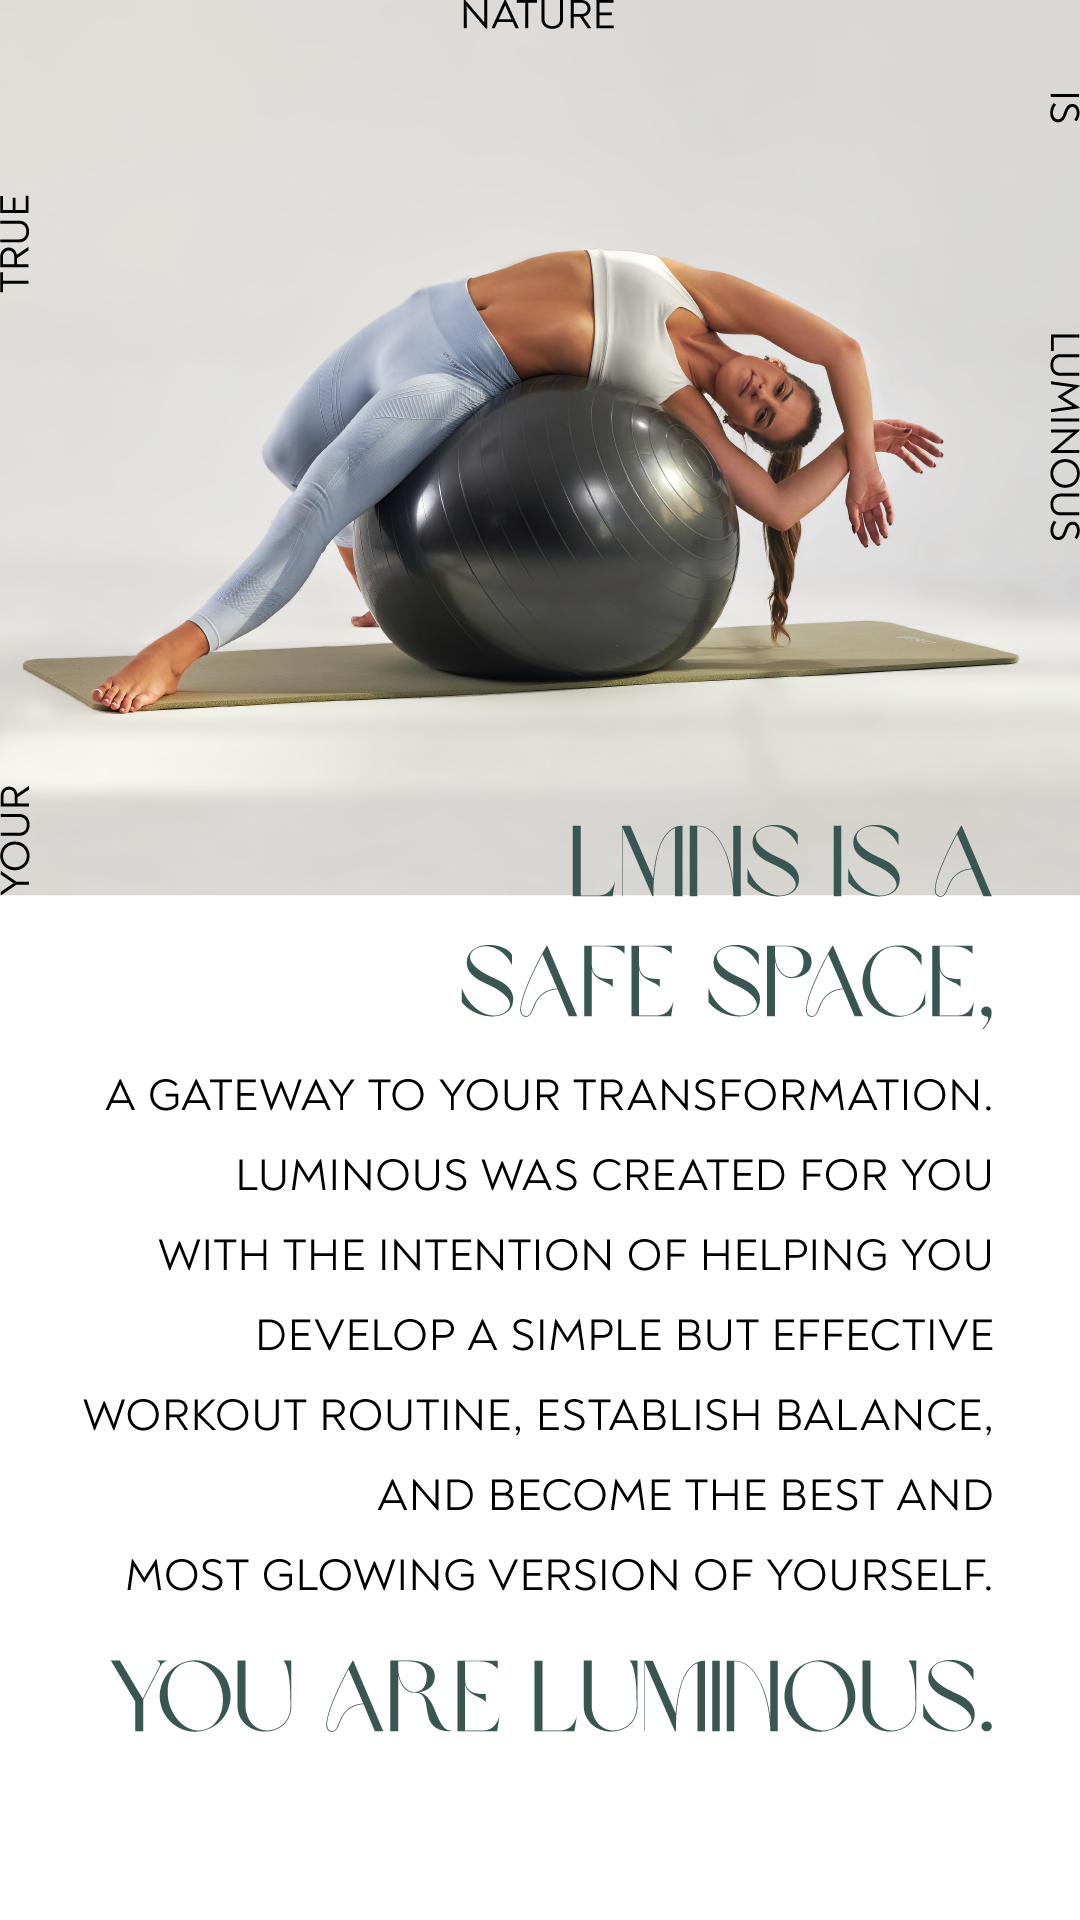 YOUR
TRUE
NATURE
IS
LUMINOUS
LMNS IS A
SAFE SPACE,
A GATEWAY TO YOUR TRANSFORMATION.
LUMINOUS WAS CREATED FOR YOU
WITH THE INTENTION OF HELPING YOU
DEVELOP A SIMPLE BUT EFFECTIVE
WORKOUT ROUTINE, ESTABLISH BALANCE,
AND BECOME THE BEST AND
MOST GLOWING VERSION OF YOURSELF.
YOU ARE LUMINOUS.